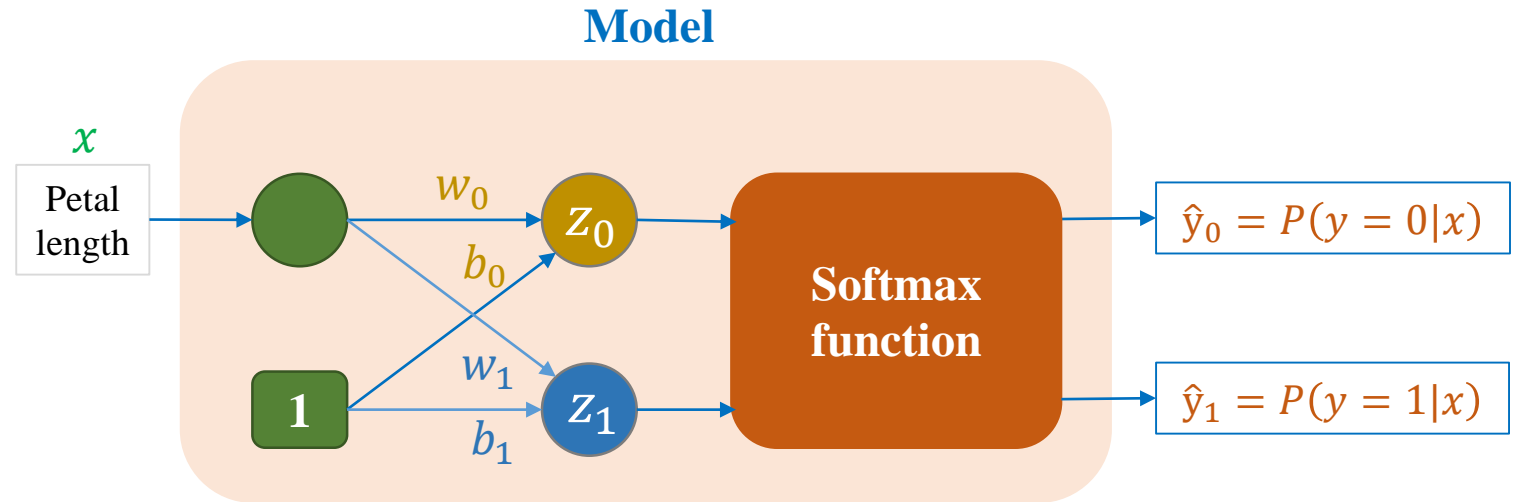 Model
x
Petal
length
w₀
z₀
b₀
Softmax
function
ŷ₀ = P(y = 0|x)
w₁
1
z₁
b₁
ŷ₁ = P(y = 1|x)